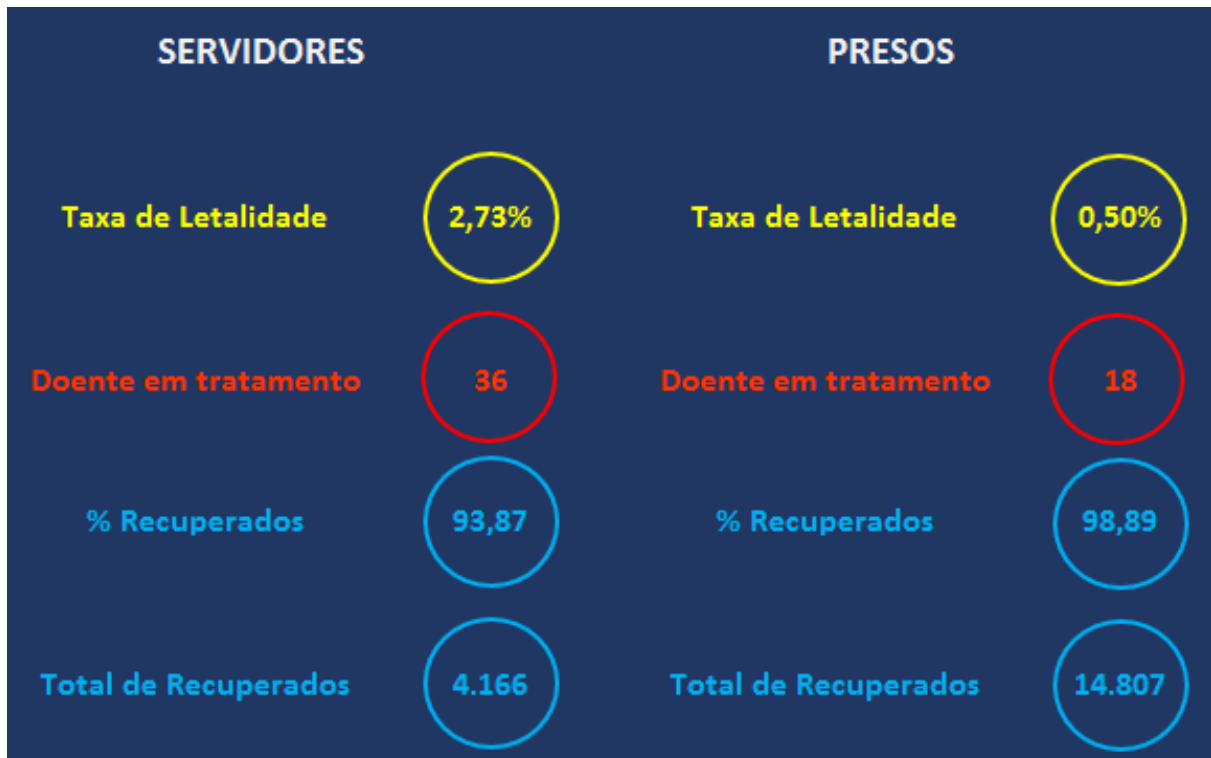 SERVIDORES
PRESOS
Taxa de Letalidade 2,73%
Taxa de Letalidade 0,50%
Doente em tratamento 36
Doente em tratamento 18
% Recuperados 93,87
% Recuperados 98,89
Total de Recuperados 4.166
Total de Recuperados 14.807